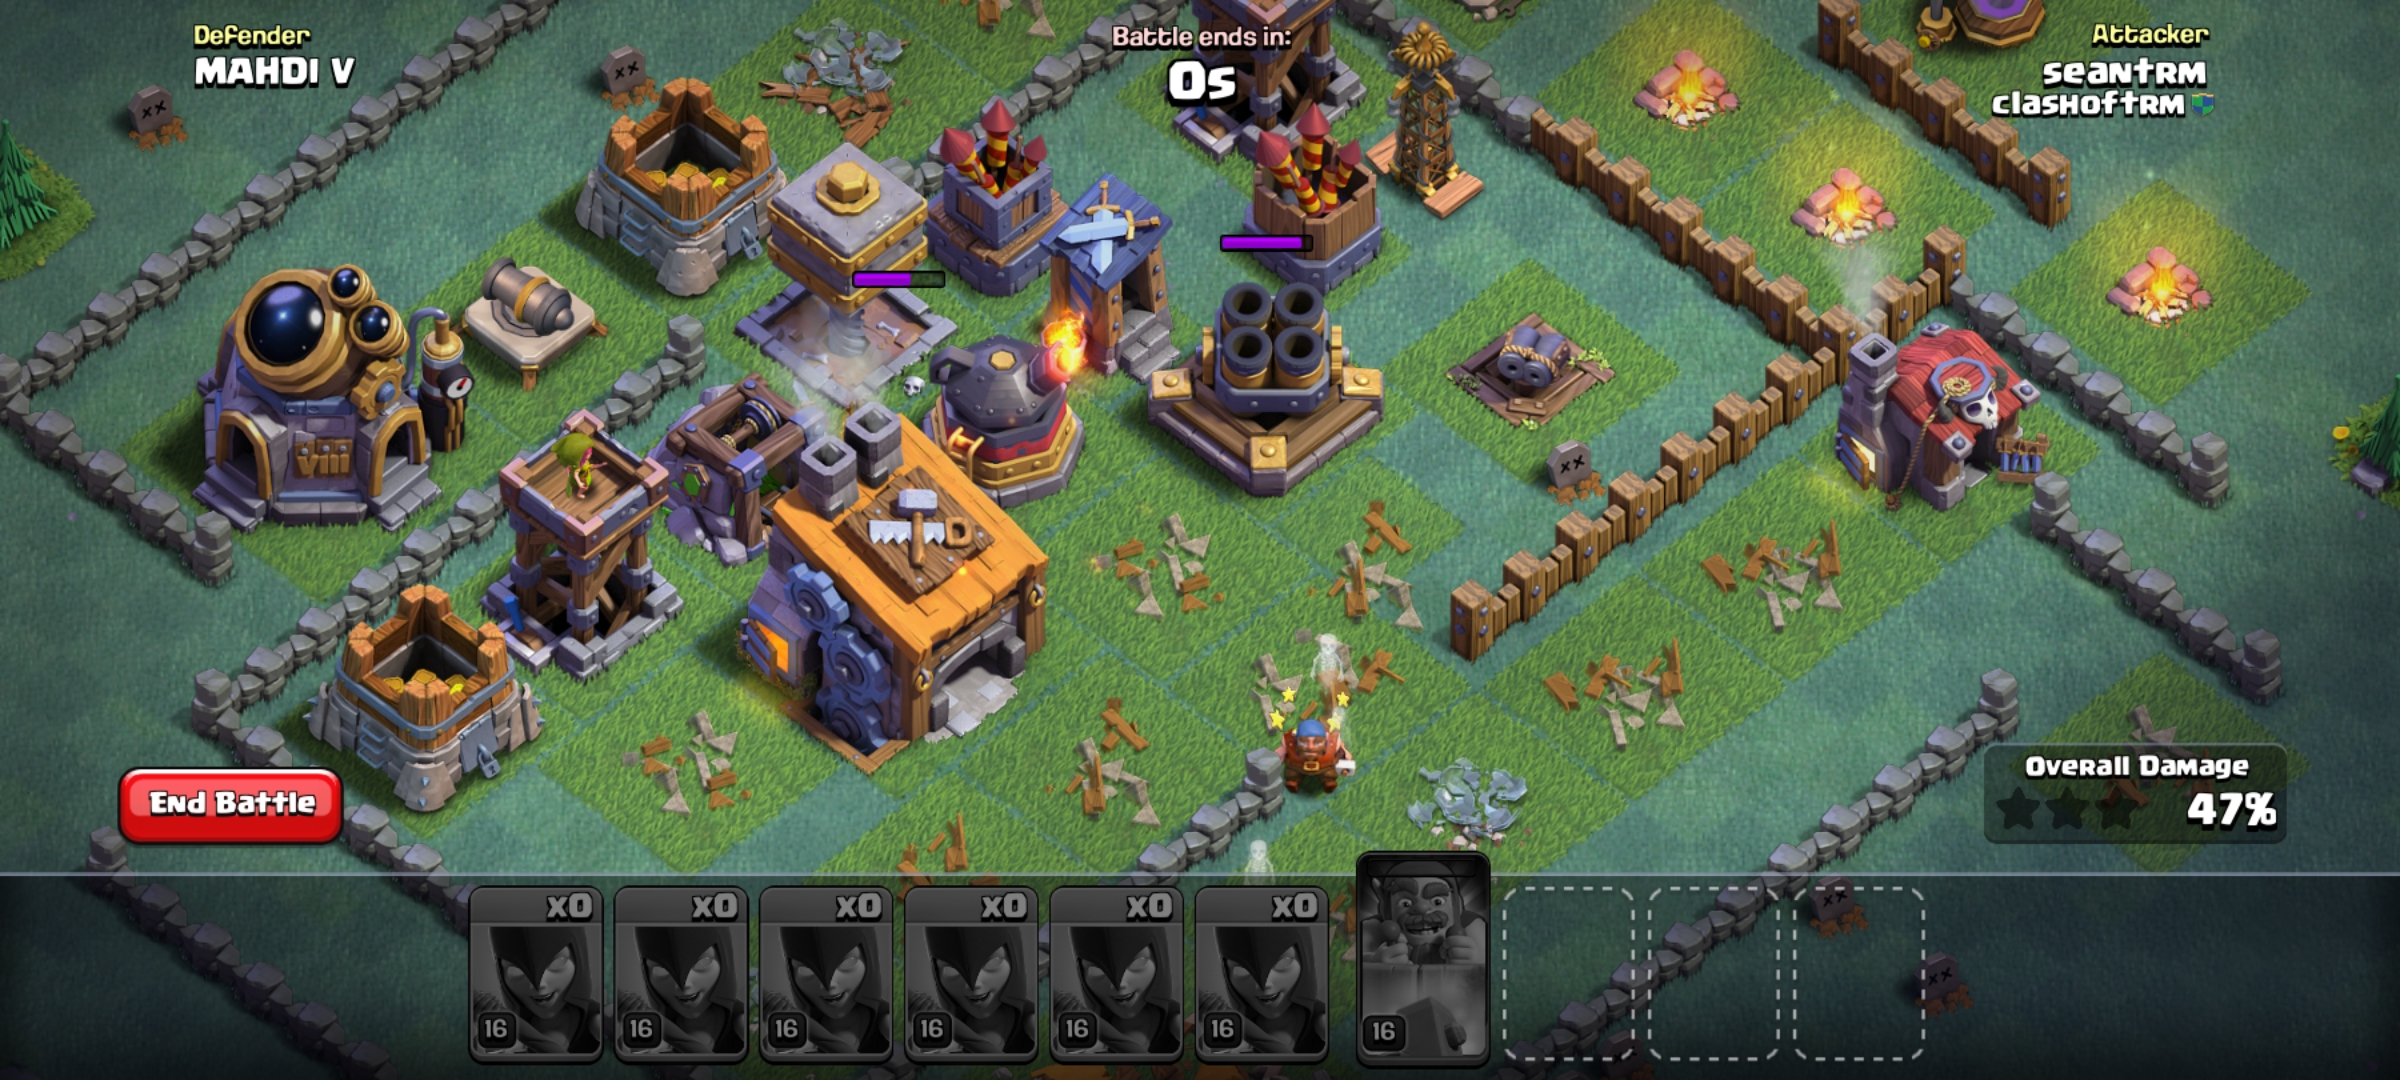 Defender
MAHDI V
Battle ends in:
0s
Attacker
seantRM
clashoftRM
VIII
End Battle
Overall Damage
47%
x0
x0
x0
x0
x0
x0
16
16
16
16
16
16
16